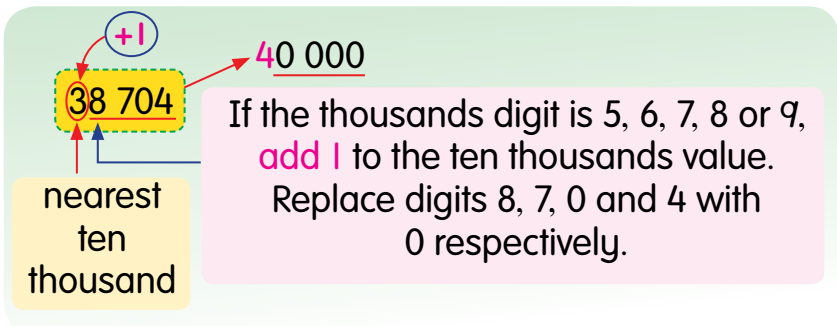 +1
40 000
38 704
If the thousands digit is 5, 6, 7, 8 or 9,
add 1 to the ten thousands value.
Replace digits 8, 7, 0 and 4 with
0 respectively.
nearest
ten
thousand